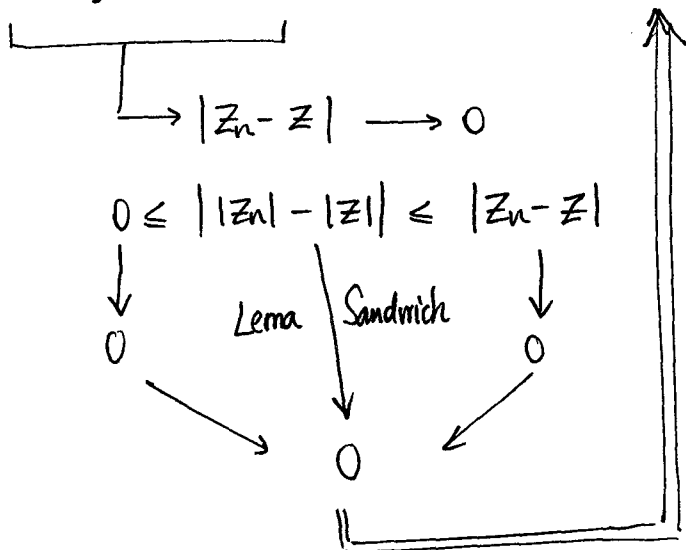 |Zn - Z| → 0
0 ≤ ||Zn| - |Z|| ≤ |Zn - Z|
Lema Sandwich
0 0
0